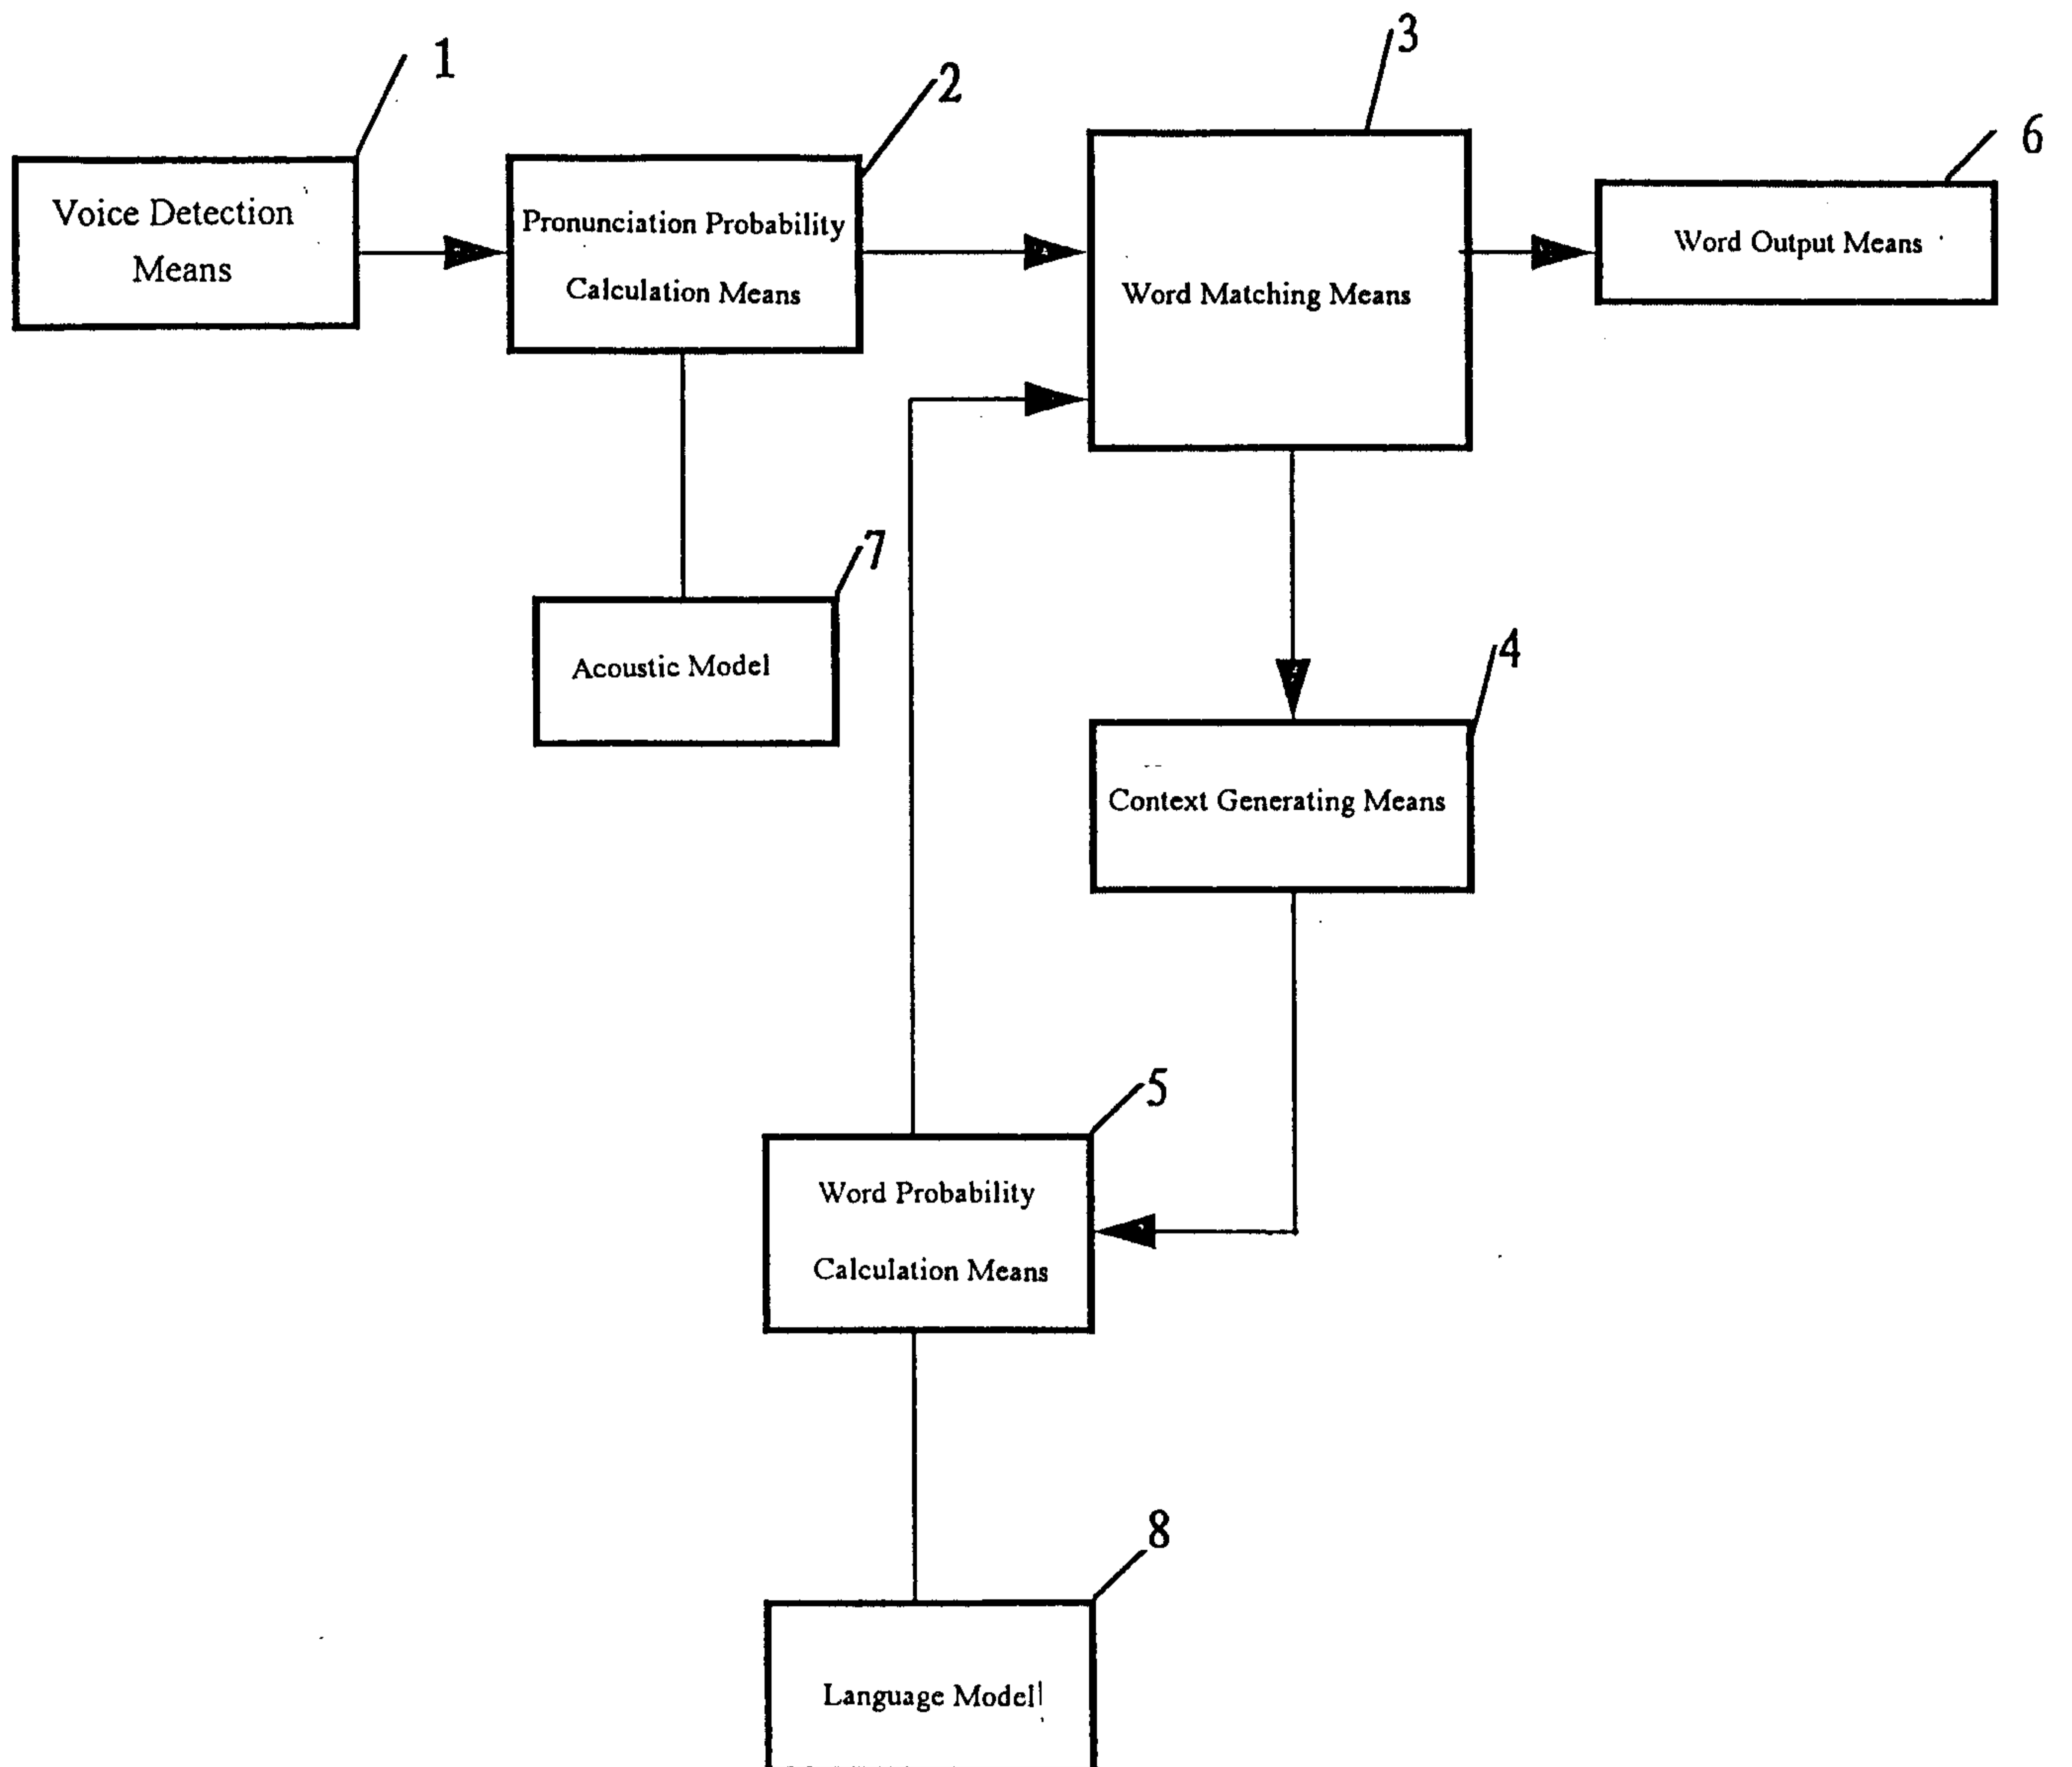 1
2
3
6
Voice Detection
Means
Pronunciation Probability
Calculation Means
Word Matching Means
Word Output Means
7
Acoustic Model
4
Context Generating Means
5
Word Probability
Calculation Means
8
Language Model